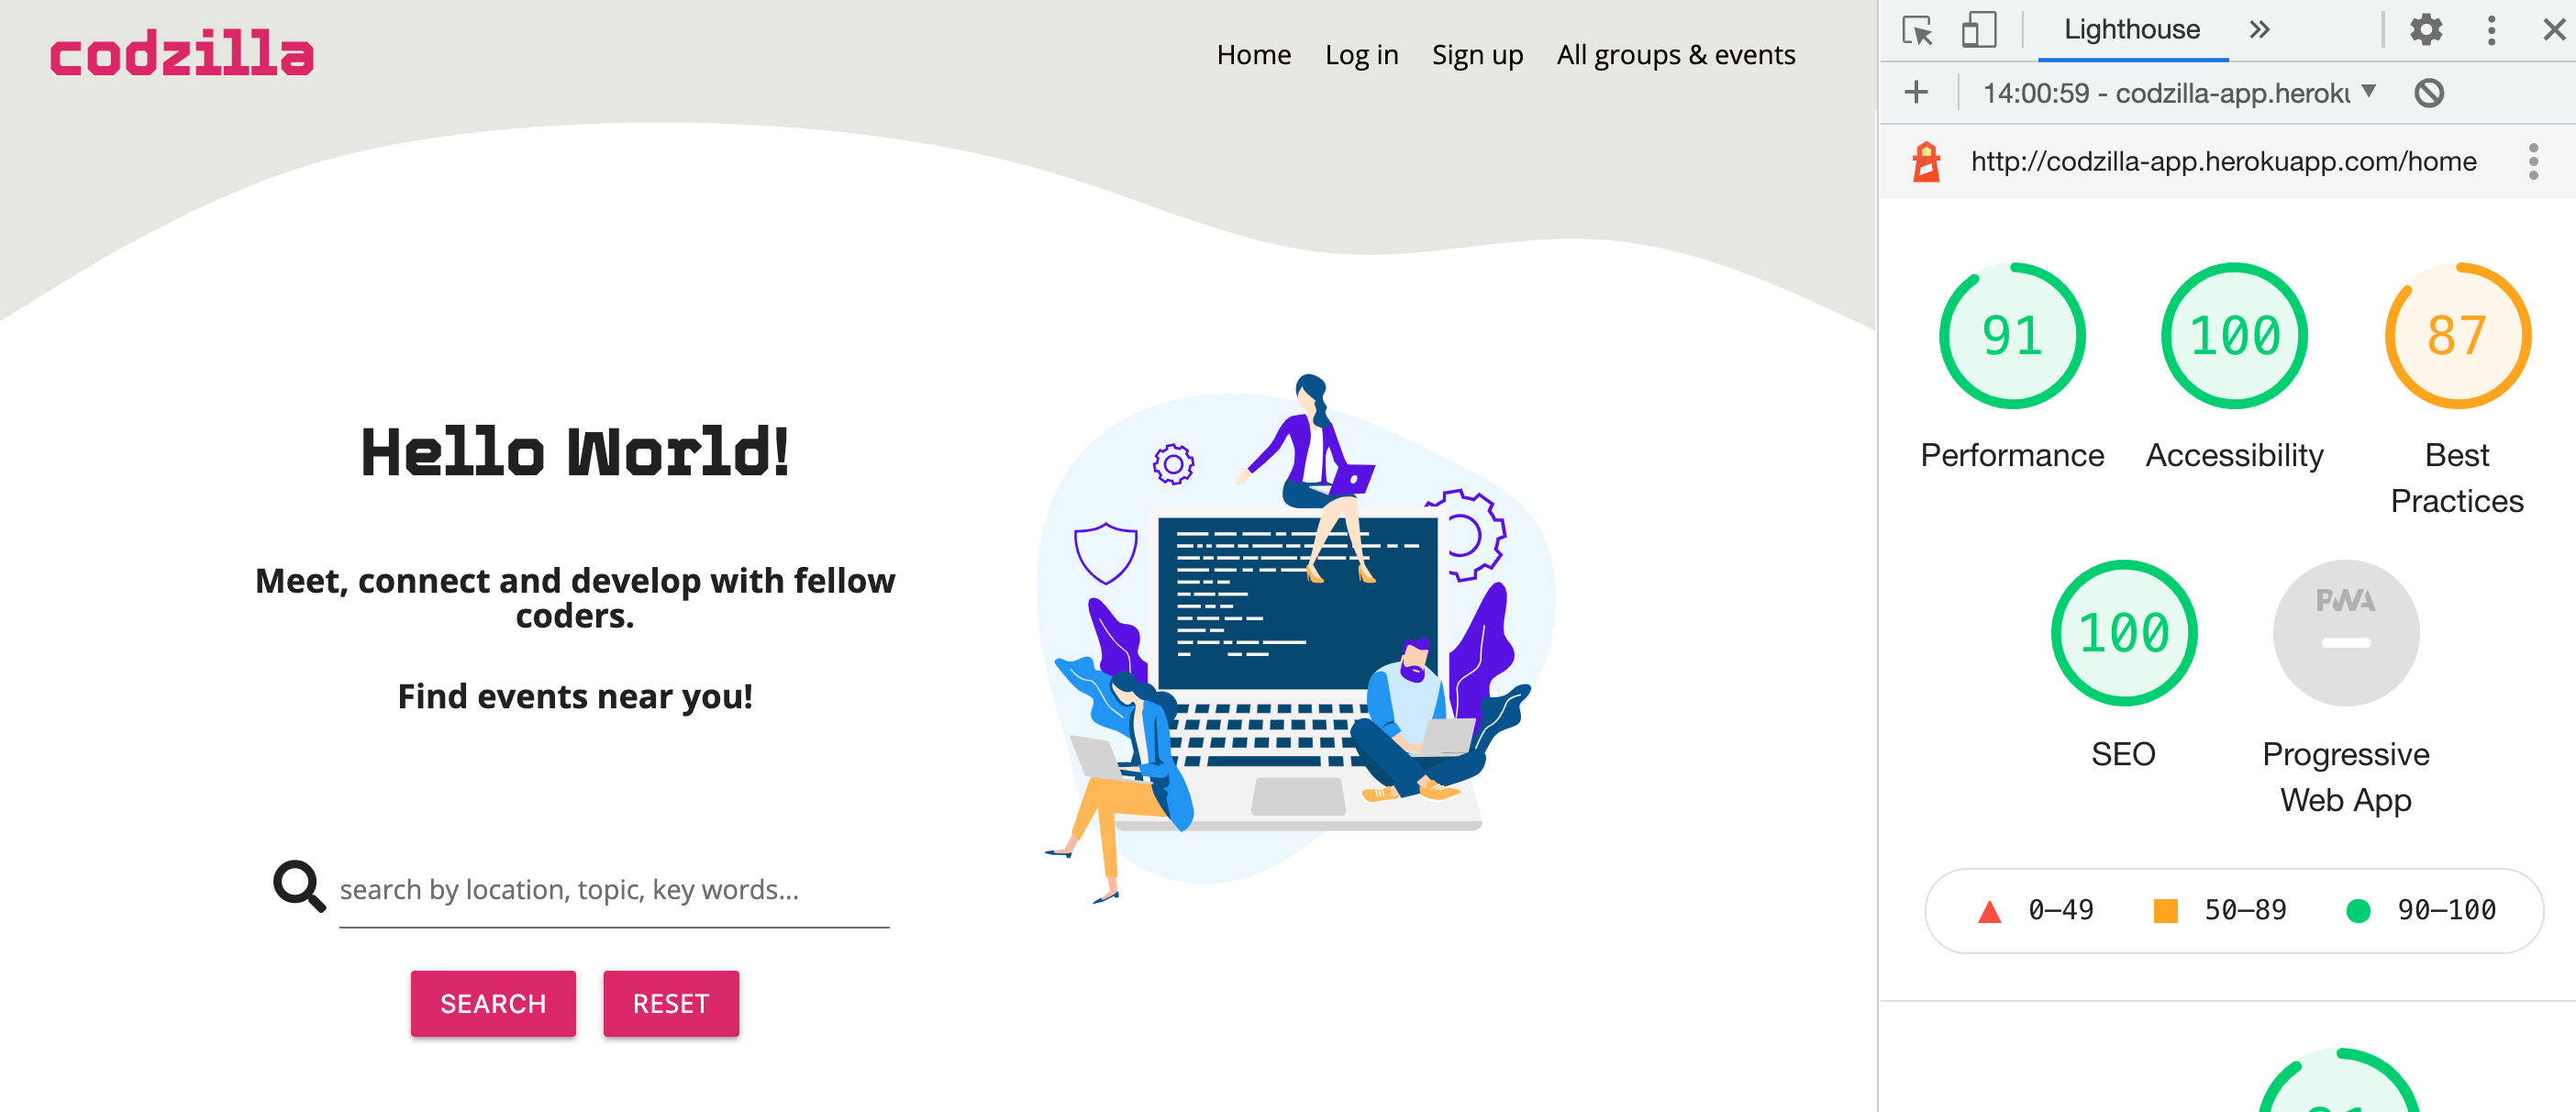 codzilla
Home Log in Sign up All groups & events
Hello World!
Meet, connect and develop with fellow
coders.
Find events near you!
search by location, topic, key words...
SEARCH RESET
Lighthouse
14:00:59 - codzilla-app.heroku
http://codzilla-app.herokuapp.com/home
91 100 87
Performance Accessibility Best
Practices
100 PWA
SEO Progressive
Web App
0–49 50–89 90–100